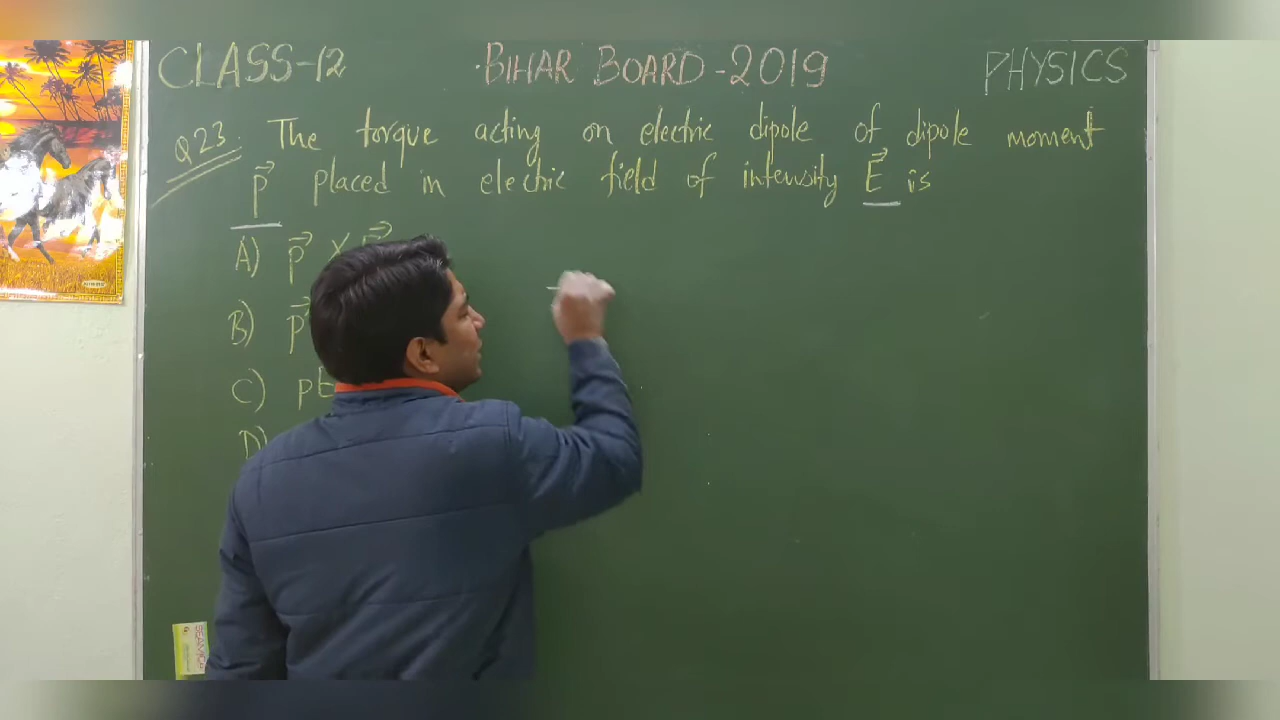 CLASS-12
BIHAR BOARD-2019
PHYSICS
Q23. The torque acting on electric dipole of dipole moment
p⃗ placed in electric field of intensity E⃗ is
A) p⃗ X E⃗
B) p⃗
C) pE
D)